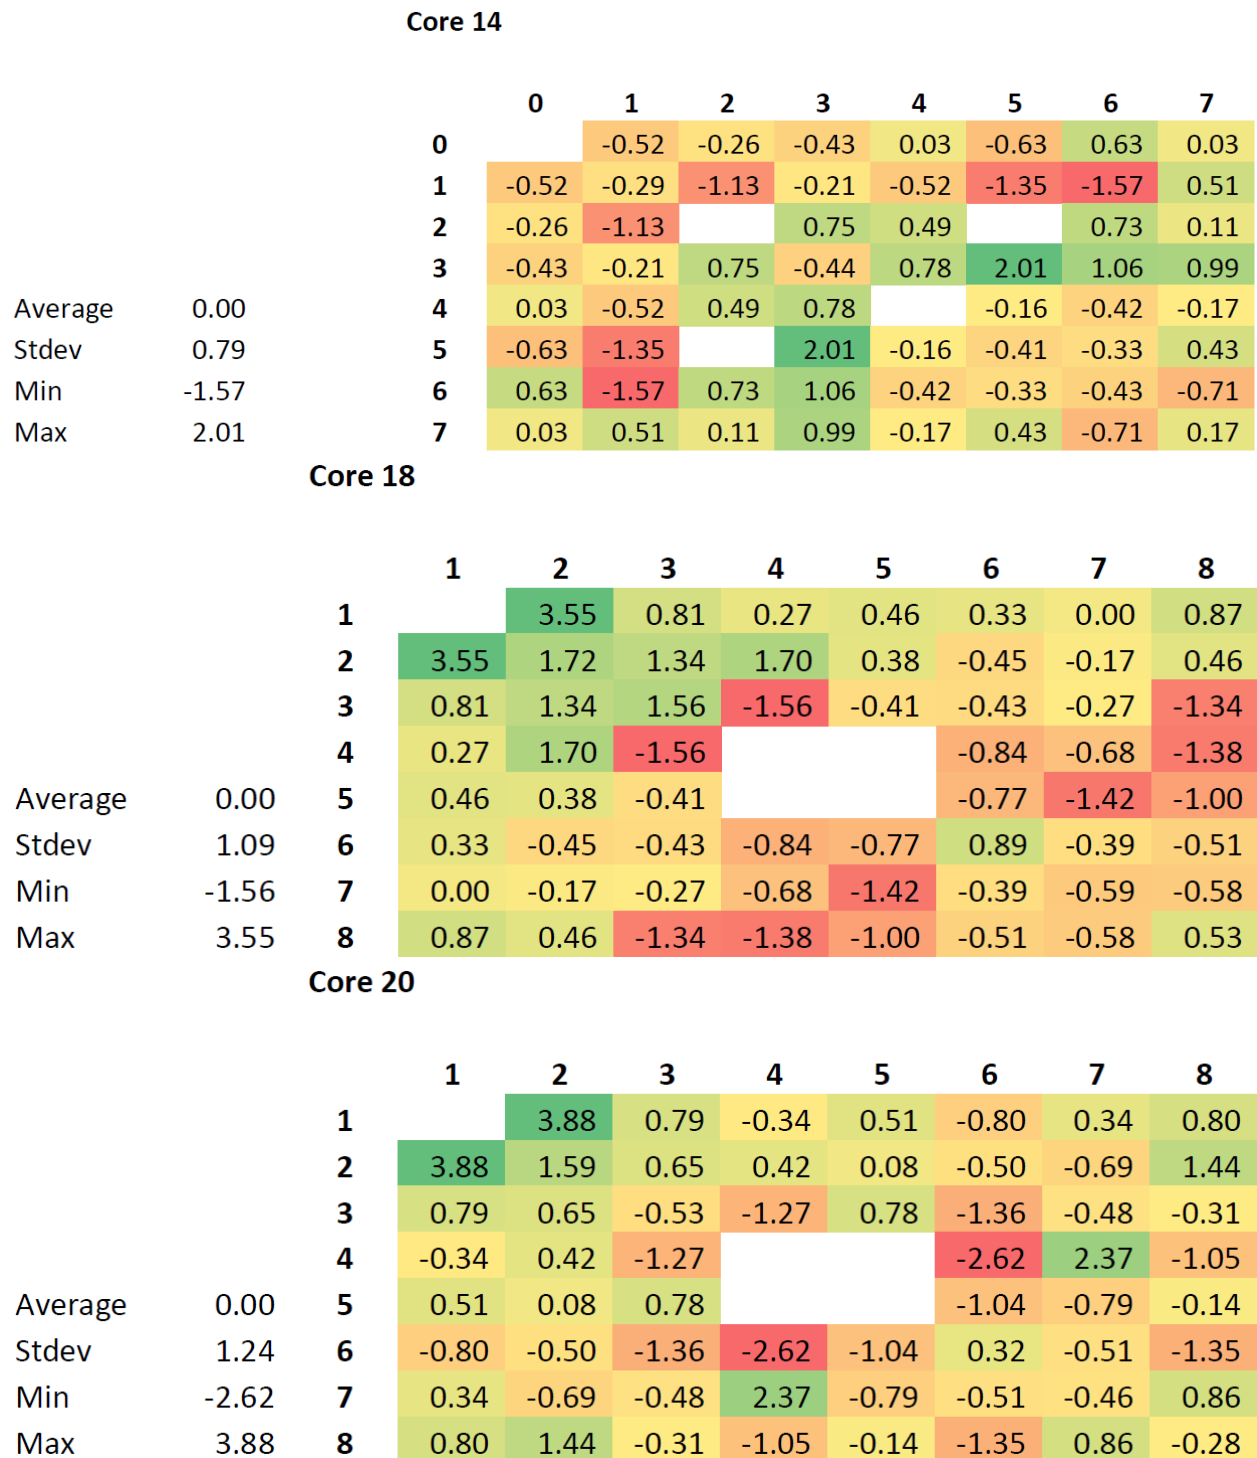 Core 14
0 1 2 3 4 5 6 7
0 -0.52 -0.26 -0.43 0.03 -0.63 0.63 0.03
1 -0.52 -0.29 -1.13 -0.21 -0.52 -1.35 -1.57 0.51
2 -0.26 -1.13 0.75 0.49 0.73 0.11
3 -0.43 -0.21 0.75 -0.44 0.78 2.01 1.06 0.99
Average 0.00 4 0.03 -0.52 0.49 0.78 -0.16 -0.42 -0.17
Stdev 0.79 5 -0.63 -1.35 2.01 -0.16 -0.41 -0.33 0.43
Min -1.57 6 0.63 -1.57 0.73 1.06 -0.42 -0.33 -0.43 -0.71
Max 2.01 7 0.03 0.51 0.11 0.99 -0.17 0.43 -0.71 0.17
Core 18
1 2 3 4 5 6 7 8
1 3.55 0.81 0.27 0.46 0.33 0.00 0.87
2 3.55 1.72 1.34 1.70 0.38 -0.45 -0.17 0.46
3 0.81 1.34 1.56 -1.56 -0.41 -0.43 -0.27 -1.34
4 0.27 1.70 -1.56 -0.84 -0.68 -1.38
Average 0.00 5 0.46 0.38 -0.41 -0.77 -1.42 -1.00
Stdev 1.09 6 0.33 -0.45 -0.43 -0.84 -0.77 0.89 -0.39 -0.51
Min -1.56 7 0.00 -0.17 -0.27 -0.68 -1.42 -0.39 -0.59 -0.58
Max 3.55 8 0.87 0.46 -1.34 -1.38 -1.00 -0.51 -0.58 0.53
Core 20
1 2 3 4 5 6 7 8
1 3.88 0.79 -0.34 0.51 -0.80 0.34 0.80
2 3.88 1.59 0.65 0.42 0.08 -0.50 -0.69 1.44
3 0.79 0.65 -0.53 -1.27 0.78 -1.36 -0.48 -0.31
4 -0.34 0.42 -1.27 -2.62 2.37 -1.05
Average 0.00 5 0.51 0.08 0.78 -1.04 -0.79 -0.14
Stdev 1.24 6 -0.80 -0.50 -1.36 -2.62 -1.04 0.32 -0.51 -1.35
Min -2.62 7 0.34 -0.69 -0.48 2.37 -0.79 -0.51 -0.46 0.86
Max 3.88 8 0.80 1.44 -0.31 -1.05 -0.14 -1.35 0.86 -0.28